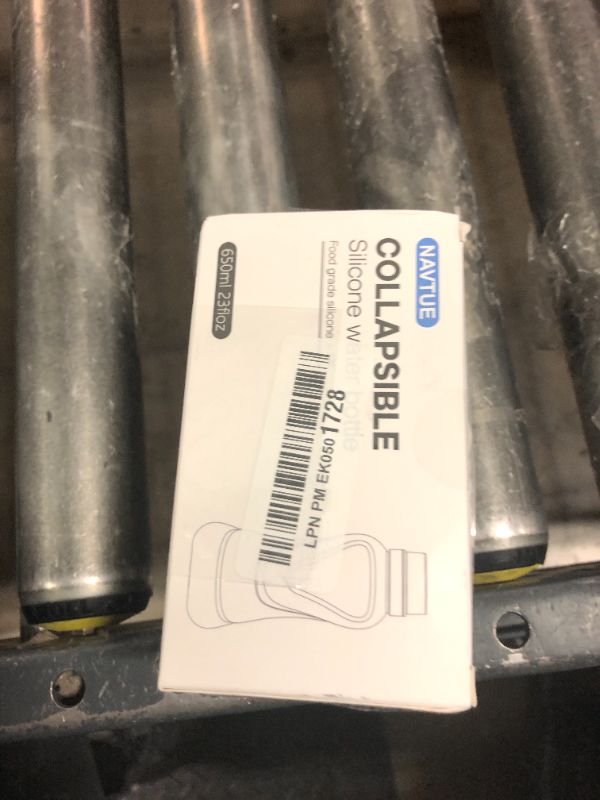 NAVTUE
COLLAPSIBLE
Silicone water bottle
Food grade silicone
LPN PM EK0501728
650ml 23floz